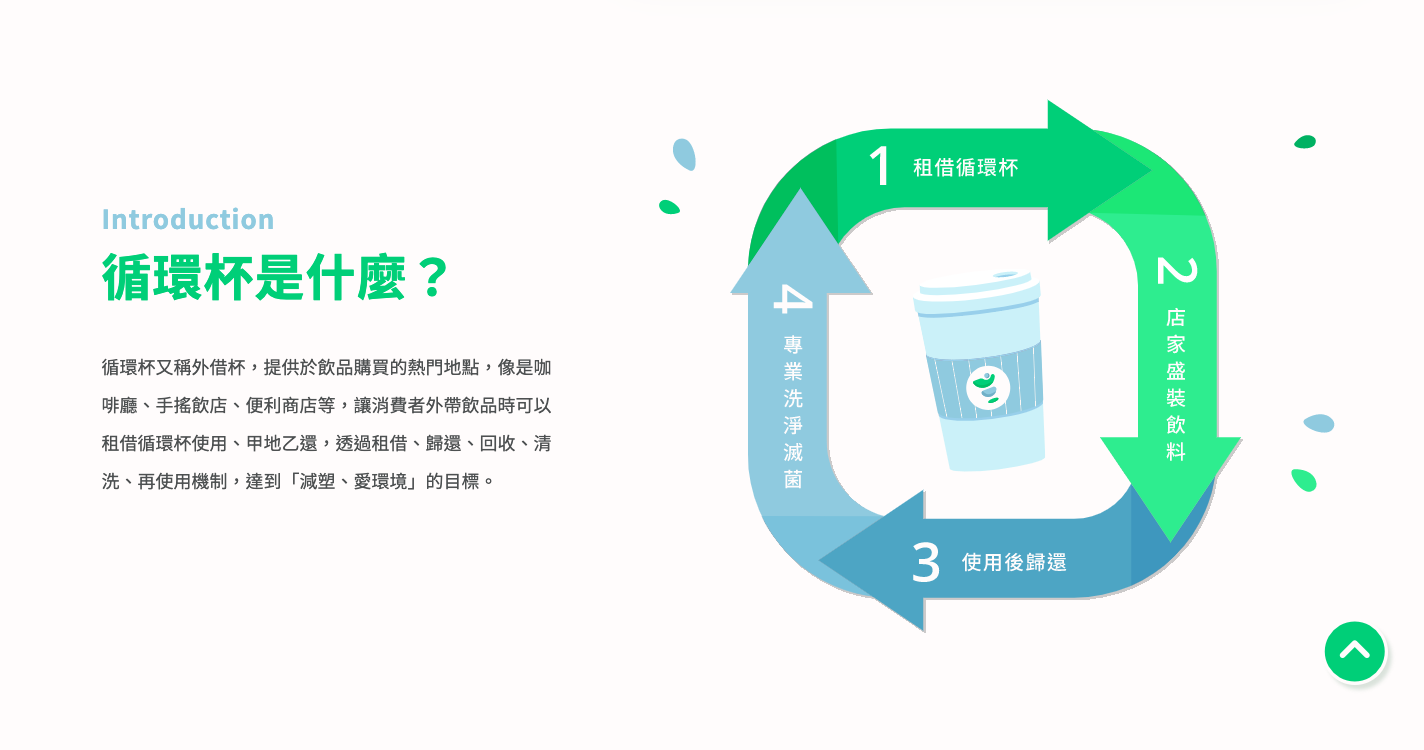 Introduction
循環杯是什麼？
循環杯又稱外借杯，提供於飲品購買的熱門地點，像是咖
啡廳、手搖飲店、便利商店等，讓消費者外帶飲品時可以
租借循環杯使用、甲地乙還，透過租借、歸還、回收、清
洗、再使用機制，達到「減塑、愛環境」的目標。
1 租借循環杯
2 店家盛裝飲料
3 使用後歸還
4 專業洗淨滅菌